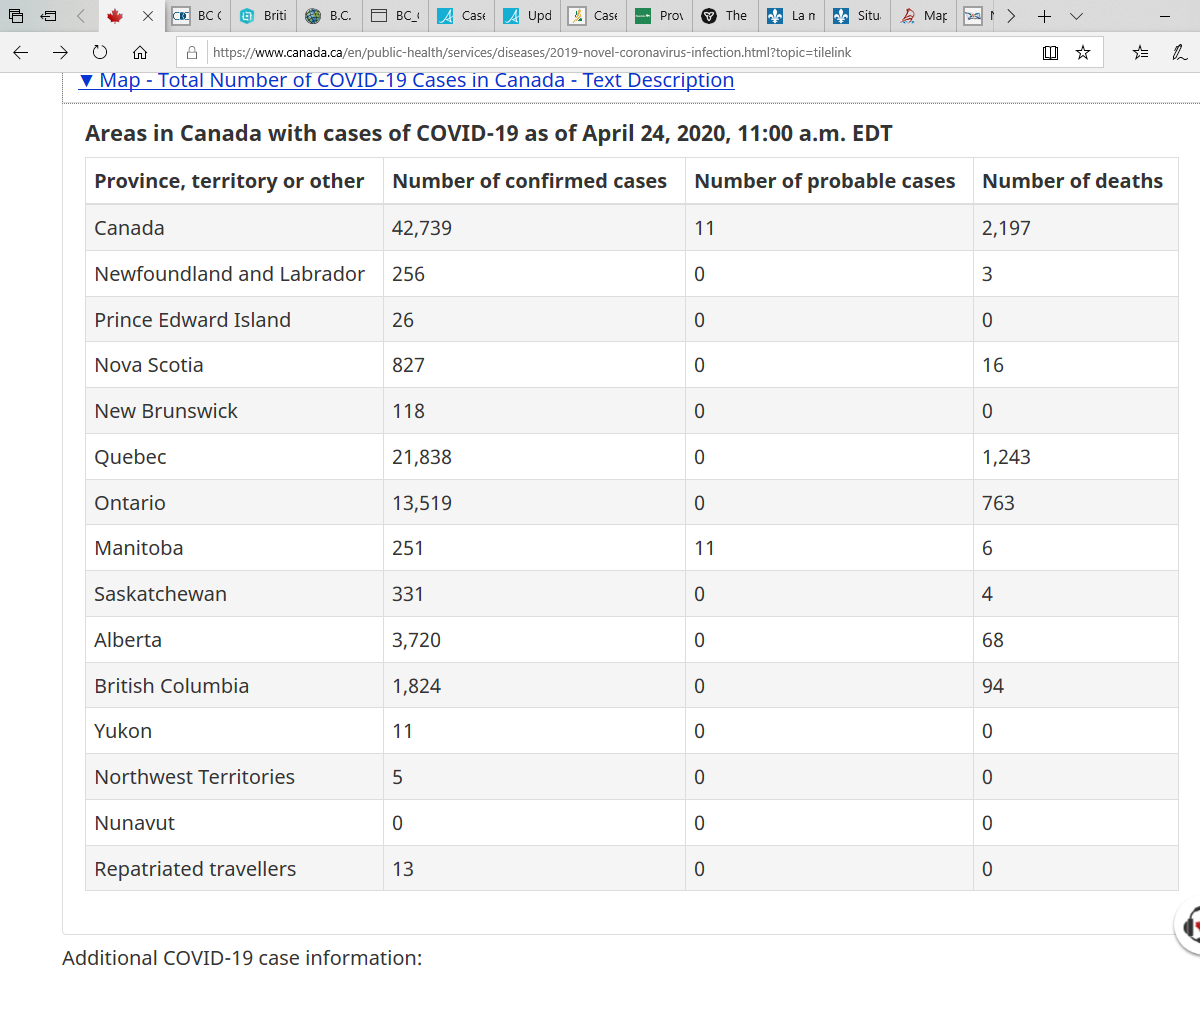 BC
Briti
B.C.
BC_
Case
Upd
Case
Prov
The
La m
Situ
Map
https://www.canada.ca/en/public-health/services/diseases/2019-novel-coronavirus-infection.html?topic=tilelink
▼ Map - Total Number of COVID-19 Cases in Canada - Text Description
Areas in Canada with cases of COVID-19 as of April 24, 2020, 11:00 a.m. EDT
Province, territory or other Number of confirmed cases Number of probable cases Number of deaths
Canada 42,739 11 2,197
Newfoundland and Labrador 256 0 3
Prince Edward Island 26 0 0
Nova Scotia 827 0 16
New Brunswick 118 0 0
Quebec 21,838 0 1,243
Ontario 13,519 0 763
Manitoba 251 11 6
Saskatchewan 331 0 4
Alberta 3,720 0 68
British Columbia 1,824 0 94
Yukon 11 0 0
Northwest Territories 5 0 0
Nunavut 0 0 0
Repatriated travellers 13 0 0
Additional COVID-19 case information: